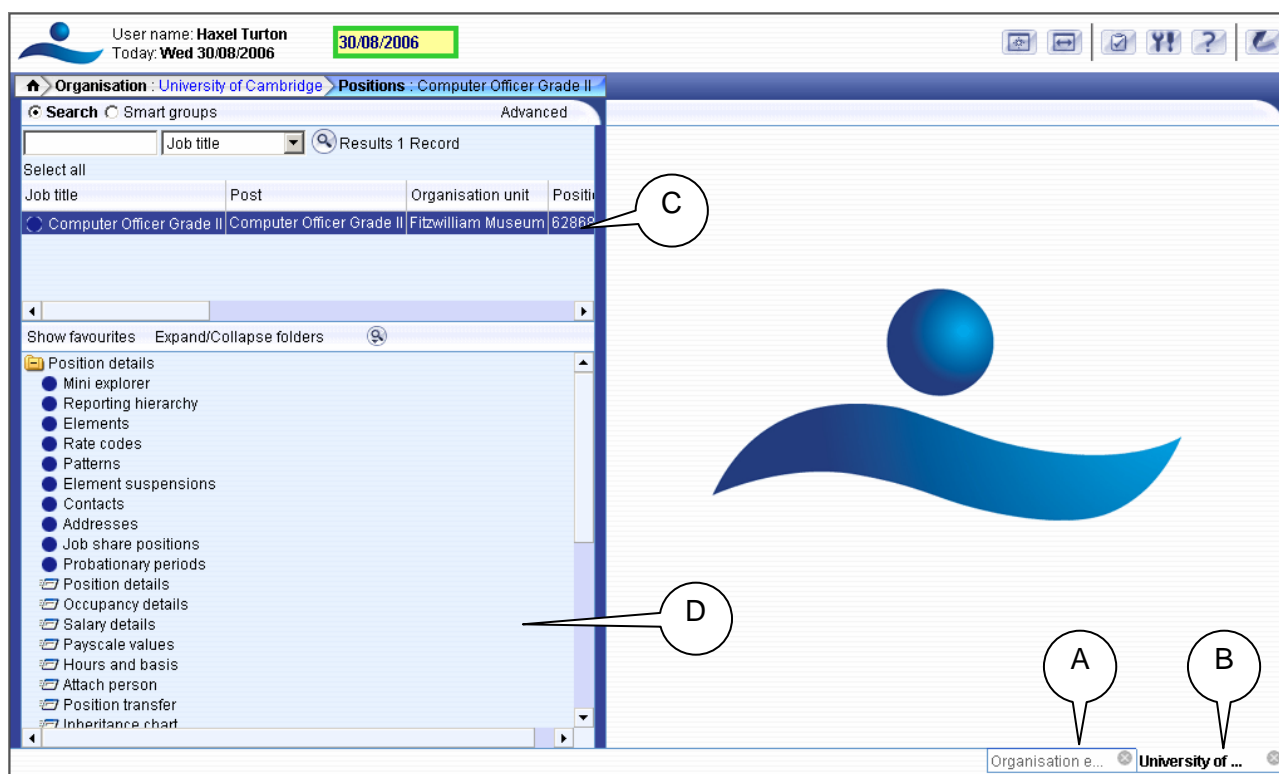 User name: Haxel Turton
Today: Wed 30/08/2006
30/08/2006
Organisation : University of Cambridge Positions : Computer Officer Grade II
Search Smart groups Advanced
Job title Results 1 Record
Select all
Job title Post Organisation unit Positi
Computer Officer Grade II Computer Officer Grade II Fitzwilliam Museum 62868
C
Show favourites Expand/Collapse folders
Position details
Mini explorer
Reporting hierarchy
Elements
Rate codes
Patterns
Element suspensions
Contacts
Addresses
Job share positions
Probationary periods
Position details
Occupancy details
Salary details
D
Payscale values
Hours and basis
Attach person
Position transfer
Inheritance chart
A B
Organisation e... University of ...